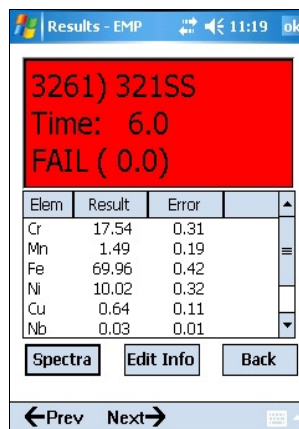 Results - EMP 11:19 ok
3261) 321SS
Time: 6.0
FAIL ( 0.0)
Elem Result Error
Cr 17.54 0.31
Mn 1.49 0.19
Fe 69.96 0.42
Ni 10.02 0.32
Cu 0.64 0.11
Nb 0.03 0.01
Spectra Edit Info Back
←Prev Next→